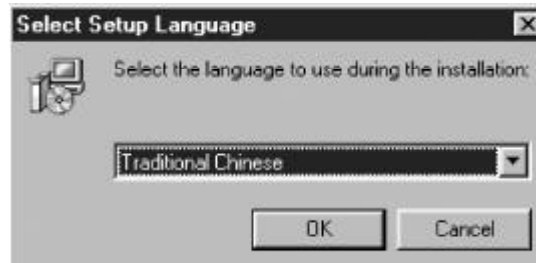 Select Setup Language
Select the language to use during the installation:
Traditional Chinese
OK
Cancel